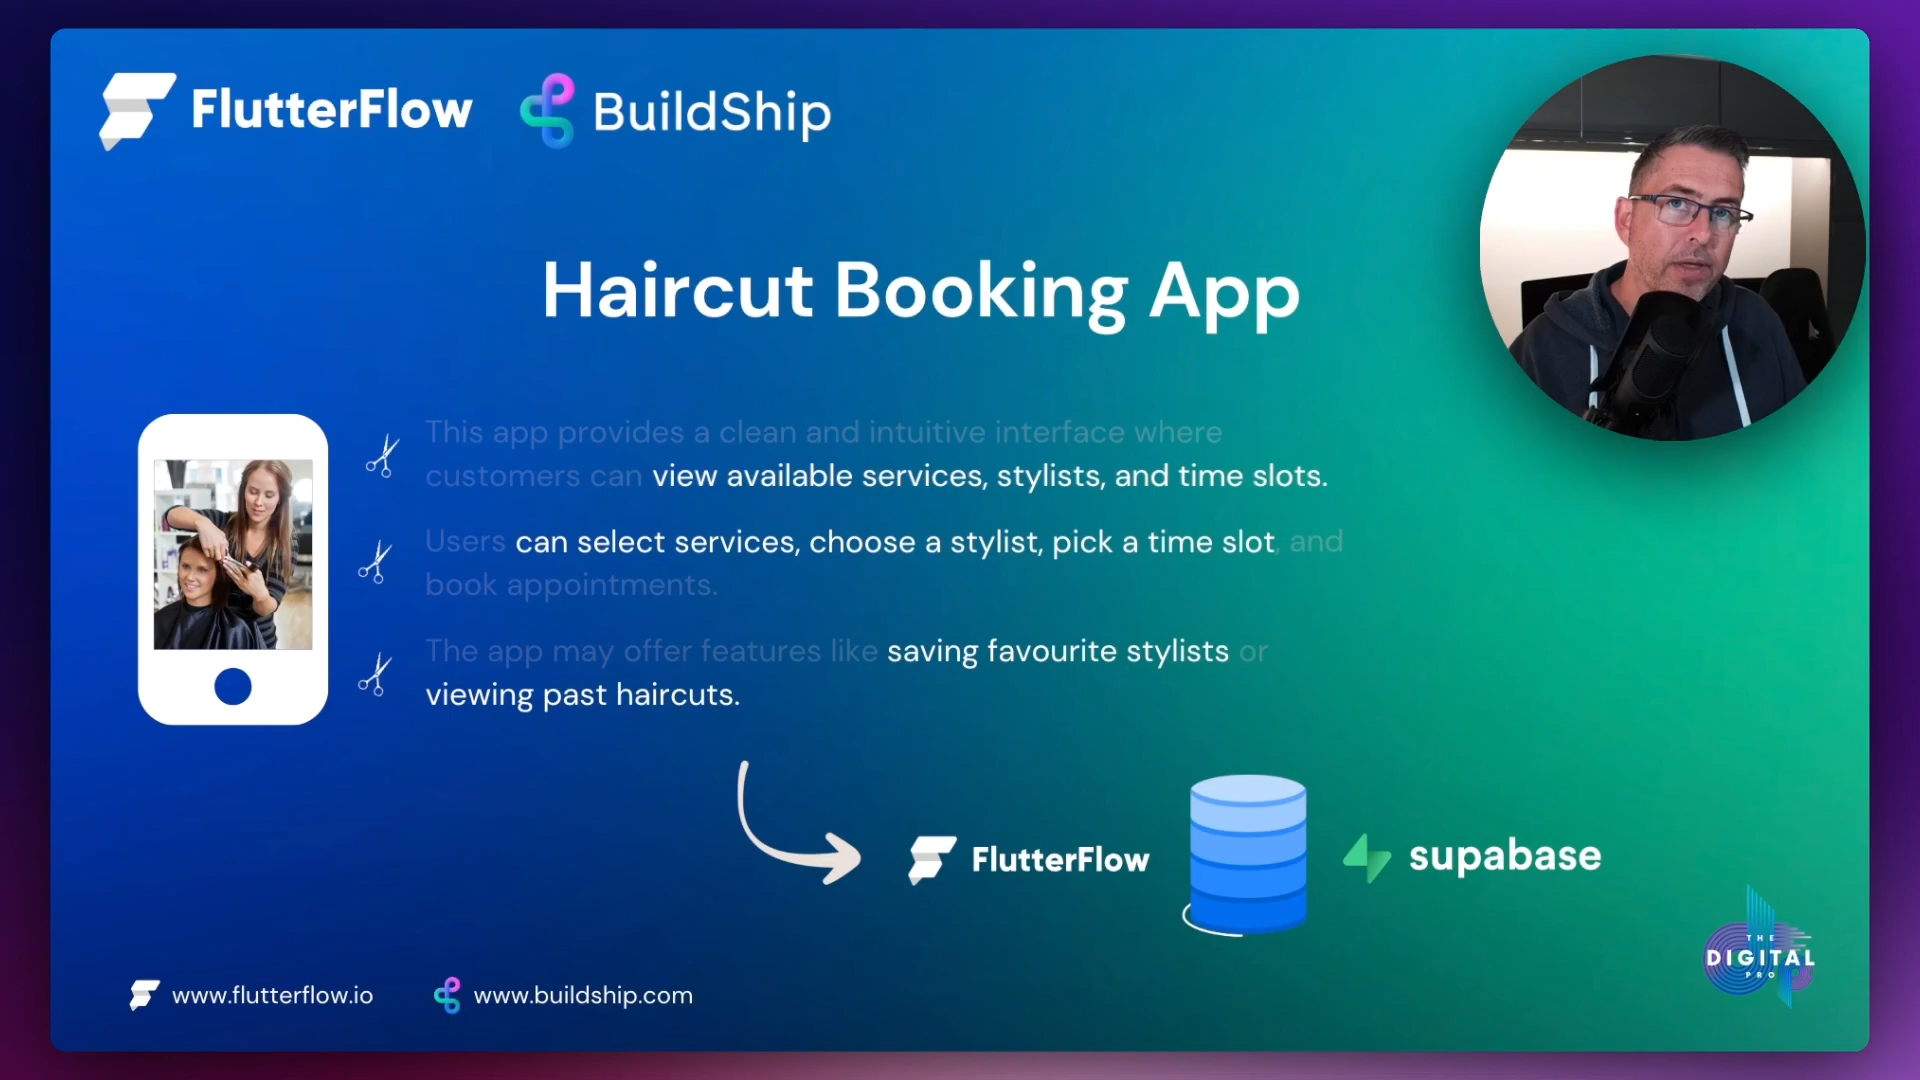 FlutterFlow
BuildShip
Haircut Booking App
This app provides a clean and intuitive interface where
customers can view available services, stylists, and time slots.
Users can select services, choose a stylist, pick a time slot, and
book appointments.
The app may offer features like saving favourite stylists or
viewing past haircuts.
FlutterFlow
supabase
THE
DIGITAL
PRO
www.flutterflow.io
www.buildship.com